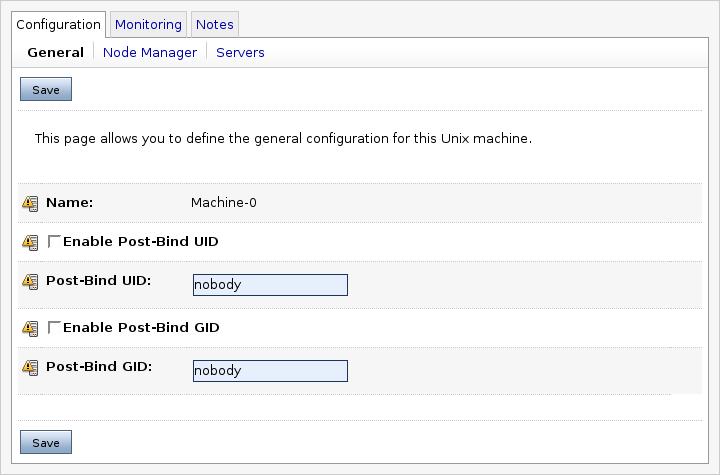 Configuration Monitoring Notes
General Node Manager Servers
Save
This page allows you to define the general configuration for this Unix machine.
Name: Machine-0
Enable Post-Bind UID
Post-Bind UID: nobody
Enable Post-Bind GID
Post-Bind GID: nobody
Save